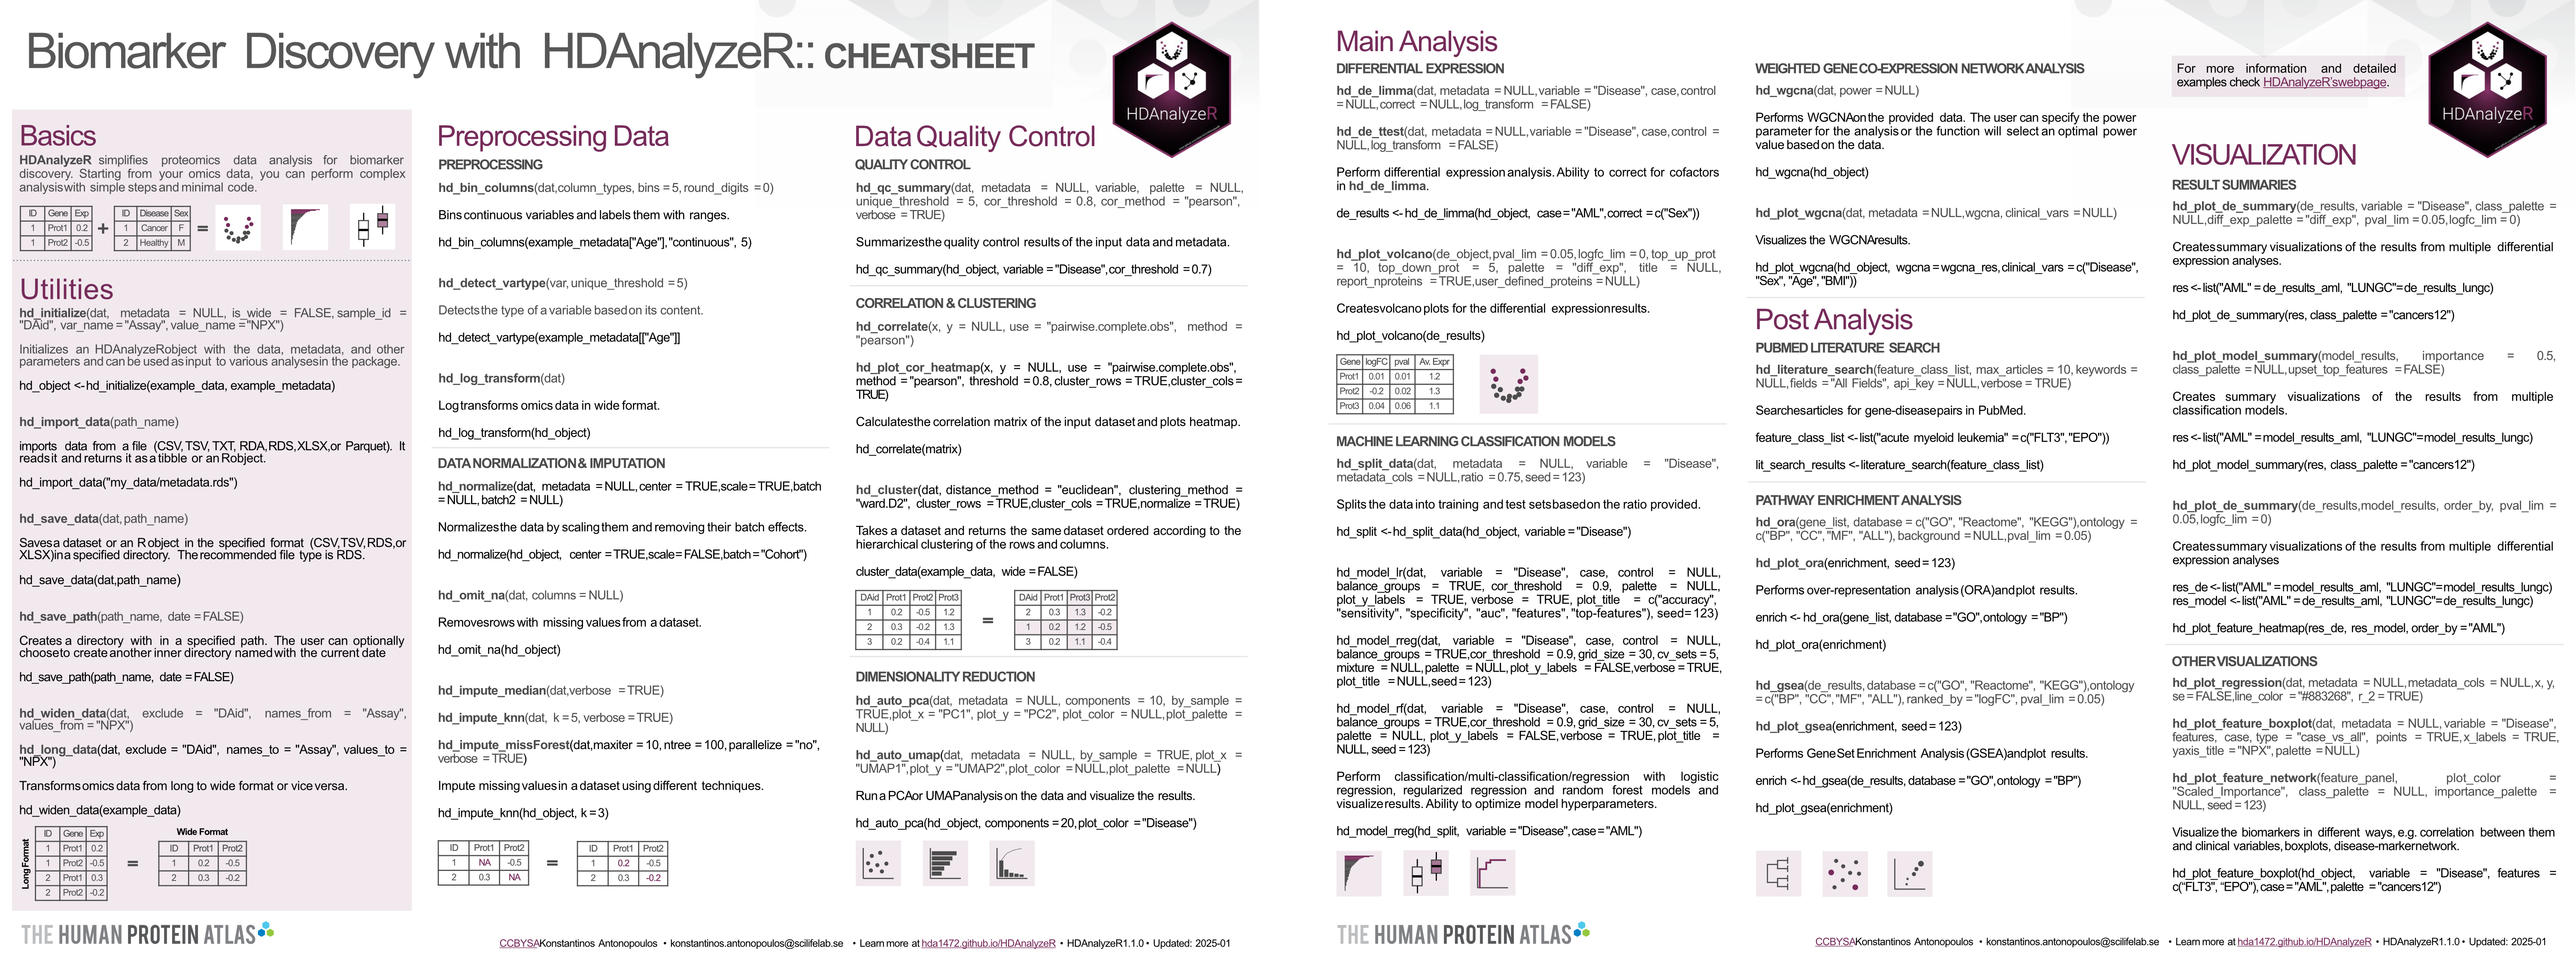 Biomarker Discovery with HDAnalyzeR:: CHEATSHEET
HDAnalyzeR
Basics
HDAnalyzeR simplifies proteomics data analysis for biomarker
discovery. Starting from your omics data, you can perform complex
analysis with simple steps and minimal code.
ID Gene Exp
1 Prot1 0.2
1 Prot2 -0.5
+
ID Disease Sex
1 Cancer F
2 Healthy M
=
Utilities
hd_initialize(dat, metadata = NULL, is_wide = FALSE, sample_id =
"DAid", var_name = "Assay", value_name = "NPX")
Initializes an HDAnalyzeR object with the data, metadata, and other
parameters and can be used as input to various analyses in the package.
hd_object <- hd_initialize(example_data, example_metadata)
hd_import_data(path_name)
imports data from a file (CSV, TSV, TXT, RDA, RDS, XLSX, or Parquet). It
reads it and returns it as a tibble or an R object.
hd_import_data("my_data/metadata.rds")
hd_save_data(dat, path_name)
Saves a dataset or an R object in the specified format (CSV, TSV, RDS, or
XLSX) in a specified directory. The recommended file type is RDS.
hd_save_data(dat, path_name)
hd_save_path(path_name, date = FALSE)
Creates a directory with in a specified path. The user can optionally
choose to create another inner directory named with the current date
hd_save_path(path_name, date = FALSE)
hd_widen_data(dat, exclude = "DAid", names_from = "Assay",
values_from = "NPX")
hd_long_data(dat, exclude = "DAid", names_to = "Assay", values_to =
"NPX")
Transforms omics data from long to wide format or vice versa.
hd_widen_data(example_data)
Long Format
ID Gene Exp
1 Prot1 0.2
1 Prot2 -0.5
2 Prot1 0.3
2 Prot2 -0.2
=
Wide Format
ID Prot1 Prot2
1 0.2 -0.5
2 0.3 -0.2
Preprocessing Data
PREPROCESSING
hd_bin_columns(dat, column_types, bins = 5, round_digits = 0)
Bins continuous variables and labels them with ranges.
hd_bin_columns(example_metadata["Age"], "continuous", 5)
hd_detect_vartype(var, unique_threshold = 5)
Detects the type of a variable based on its content.
hd_detect_vartype(example_metadata[["Age"]]
hd_log_transform(dat)
Log transforms omics data in wide format.
hd_log_transform(hd_object)
DATA NORMALIZATION & IMPUTATION
hd_normalize(dat, metadata = NULL, center = TRUE, scale = TRUE, batch
= NULL, batch2 = NULL)
Normalizes the data by scaling them and removing their batch effects.
hd_normalize(hd_object, center = TRUE, scale = FALSE, batch = "Cohort")
hd_omit_na(dat, columns = NULL)
Removes rows with missing values from a dataset.
hd_omit_na(hd_object)
hd_impute_median(dat, verbose = TRUE)
hd_impute_knn(dat, k = 5, verbose = TRUE)
hd_impute_missForest(dat, maxiter = 10, ntree = 100, parallelize = "no",
verbose = TRUE)
Impute missing values in a dataset using different techniques.
hd_impute_knn(hd_object, k = 3)
ID Prot1 Prot2
1 NA -0.5
2 0.3 NA
=
ID Prot1 Prot2
1 0.2 -0.5
2 0.3 -0.2
Data Quality Control
QUALITY CONTROL
hd_qc_summary(dat, metadata = NULL, variable, palette = NULL,
unique_threshold = 5, cor_threshold = 0.8, cor_method = "pearson",
verbose = TRUE)
Summarizes the quality control results of the input data and metadata.
hd_qc_summary(hd_object, variable = "Disease", cor_threshold = 0.7)
CORRELATION & CLUSTERING
hd_correlate(x, y = NULL, use = "pairwise.complete.obs", method =
"pearson")
hd_plot_cor_heatmap(x, y = NULL, use = "pairwise.complete.obs",
method = "pearson", threshold = 0.8, cluster_rows = TRUE, cluster_cols =
TRUE)
Calculates the correlation matrix of the input dataset and plots heatmap.
hd_correlate(matrix)
hd_cluster(dat, distance_method = "euclidean", clustering_method =
"ward.D2", cluster_rows = TRUE, cluster_cols = TRUE, normalize = TRUE)
Takes a dataset and returns the same dataset ordered according to the
hierarchical clustering of the rows and columns.
cluster_data(example_data, wide = FALSE)
DAid Prot1 Prot2 Prot3
1 0.2 -0.5 1.2
2 0.3 -0.2 1.3
3 0.2 -0.4 1.1
=
DAid Prot1 Prot3 Prot2
2 0.3 1.3 -0.2
1 0.2 1.2 -0.5
3 0.2 1.1 -0.4
DIMENSIONALITY REDUCTION
hd_auto_pca(dat, metadata = NULL, components = 10, by_sample =
TRUE, plot_x = "PC1", plot_y = "PC2", plot_color = NULL, plot_palette =
NULL)
hd_auto_umap(dat, metadata = NULL, by_sample = TRUE, plot_x =
"UMAP1", plot_y = "UMAP2", plot_color = NULL, plot_palette = NULL)
Run a PCA or UMAP analysis on the data and visualize the results.
hd_auto_pca(hd_object, components = 20, plot_color = "Disease")
THE HUMAN PROTEIN ATLAS
CC BY SA Konstantinos Antonopoulos • konstantinos.antonopoulos@scilifelab.se • Learn more at hda1472.github.io/HDAnalyzeR • HDAnalyzeR 1.1.0 • Updated: 2025-01
Main Analysis
DIFFERENTIAL EXPRESSION
hd_de_limma(dat, metadata = NULL, variable = "Disease", case, control
= NULL, correct = NULL, log_transform = FALSE)
hd_de_ttest(dat, metadata = NULL, variable = "Disease", case, control =
NULL, log_transform = FALSE)
Perform differential expression analysis. Ability to correct for cofactors
in hd_de_limma.
de_results <- hd_de_limma(hd_object, case = "AML", correct = c("Sex"))
hd_plot_volcano(de_object, pval_lim = 0.05, logfc_lim = 0, top_up_prot
= 10, top_down_prot = 5, palette = "diff_exp", title = NULL,
report_nproteins = TRUE, user_defined_proteins = NULL)
Creates volcano plots for the differential expression results.
hd_plot_volcano(de_results)
Gene logFC pval Av. Expr
Prot1 0.01 0.01 1.2
Prot2 -0.2 0.02 1.3
Prot3 0.04 0.06 1.1
MACHINE LEARNING CLASSIFICATION MODELS
hd_split_data(dat, metadata = NULL, variable = "Disease",
metadata_cols = NULL, ratio = 0.75, seed = 123)
Splits the data into training and test sets based on the ratio provided.
hd_split <- hd_split_data(hd_object, variable = "Disease")
hd_model_lr(dat, variable = "Disease", case, control = NULL,
balance_groups = TRUE, cor_threshold = 0.9, palette = NULL,
plot_y_labels = TRUE, verbose = TRUE, plot_title = c("accuracy",
"sensitivity", "specificity", "auc", "features", "top-features"), seed = 123)
hd_model_rreg(dat, variable = "Disease", case, control = NULL,
balance_groups = TRUE, cor_threshold = 0.9, grid_size = 30, cv_sets = 5,
mixture = NULL, palette = NULL, plot_y_labels = FALSE, verbose = TRUE,
plot_title = NULL, seed = 123)
hd_model_rf(dat, variable = "Disease", case, control = NULL,
balance_groups = TRUE, cor_threshold = 0.9, grid_size = 30, cv_sets = 5,
palette = NULL, plot_y_labels = FALSE, verbose = TRUE, plot_title =
NULL, seed = 123)
Perform classification/multi-classification/regression with logistic
regression, regularized regression and random forest models and
visualize results. Ability to optimize model hyperparameters.
hd_model_rreg(hd_split, variable = "Disease", case = "AML")
WEIGHTED GENE CO-EXPRESSION NETWORK ANALYSIS
hd_wgcna(dat, power = NULL)
Performs WGCNA on the provided data. The user can specify the power
parameter for the analysis or the function will select an optimal power
value based on the data.
hd_wgcna(hd_object)
hd_plot_wgcna(dat, metadata = NULL, wgcna, clinical_vars = NULL)
Visualizes the WGCNA results.
hd_plot_wgcna(hd_object, wgcna = wgcna_res, clinical_vars = c("Disease",
"Sex", "Age", "BMI"))
Post Analysis
PUBMED LITERATURE SEARCH
hd_literature_search(feature_class_list, max_articles = 10, keywords =
NULL, fields = "All Fields", api_key = NULL, verbose = TRUE)
Searches articles for gene-disease pairs in PubMed.
feature_class_list <- list("acute myeloid leukemia" = c("FLT3", "EPO"))
lit_search_results <- literature_search(feature_class_list)
PATHWAY ENRICHMENT ANALYSIS
hd_ora(gene_list, database = c("GO", "Reactome", "KEGG"), ontology =
c("BP", "CC", "MF", "ALL"), background = NULL, pval_lim = 0.05)
hd_plot_ora(enrichment, seed = 123)
Performs over-representation analysis (ORA) and plot results.
enrich <- hd_ora(gene_list, database = "GO", ontology = "BP")
hd_plot_ora(enrichment)
hd_gsea(de_results, database = c("GO", "Reactome", "KEGG"), ontology
= c("BP", "CC", "MF", "ALL"), ranked_by = "logFC", pval_lim = 0.05)
hd_plot_gsea(enrichment, seed = 123)
Performs Gene Set Enrichment Analysis (GSEA) and plot results.
enrich <- hd_gsea(de_results, database = "GO", ontology = "BP")
hd_plot_gsea(enrichment)
For more information and detailed
examples check HDAnalyzeR's webpage.
HDAnalyzeR
VISUALIZATION
RESULT SUMMARIES
hd_plot_de_summary(de_results, variable = "Disease", class_palette =
NULL, diff_exp_palette = "diff_exp", pval_lim = 0.05, logfc_lim = 0)
Creates summary visualizations of the results from multiple differential
expression analyses.
res <- list("AML" = de_results_aml, "LUNGC" = de_results_lungc)
hd_plot_de_summary(res, class_palette = "cancers12")
hd_plot_model_summary(model_results, importance = 0.5,
class_palette = NULL, upset_top_features = FALSE)
Creates summary visualizations of the results from multiple
classification models.
res <- list("AML" = model_results_aml, "LUNGC" = model_results_lungc)
hd_plot_model_summary(res, class_palette = "cancers12")
hd_plot_de_summary(de_results, model_results, order_by, pval_lim =
0.05, logfc_lim = 0)
Creates summary visualizations of the results from multiple differential
expression analyses
res_de <- list("AML" = model_results_aml, "LUNGC" = model_results_lungc)
res_model <- list("AML" = de_results_aml, "LUNGC" = de_results_lungc)
hd_plot_feature_heatmap(res_de, res_model, order_by = "AML")
OTHER VISUALIZATIONS
hd_plot_regression(dat, metadata = NULL, metadata_cols = NULL, x, y,
se = FALSE, line_color = "#883268", r_2 = TRUE)
hd_plot_feature_boxplot(dat, metadata = NULL, variable = "Disease",
features, case, type = "case_vs_all", points = TRUE, x_labels = TRUE,
yaxis_title = "NPX", palette = NULL)
hd_plot_feature_network(feature_panel, plot_color =
"Scaled_Importance", class_palette = NULL, importance_palette =
NULL, seed = 123)
Visualize the biomarkers in different ways, e.g. correlation between them
and clinical variables, boxplots, disease-marker network.
hd_plot_feature_boxplot(hd_object, variable = "Disease", features =
c("FLT3", "EPO"), case = "AML", palette = "cancers12")
THE HUMAN PROTEIN ATLAS
CC BY SA Konstantinos Antonopoulos • konstantinos.antonopoulos@scilifelab.se • Learn more at hda1472.github.io/HDAnalyzeR • HDAnalyzeR 1.1.0 • Updated: 2025-01